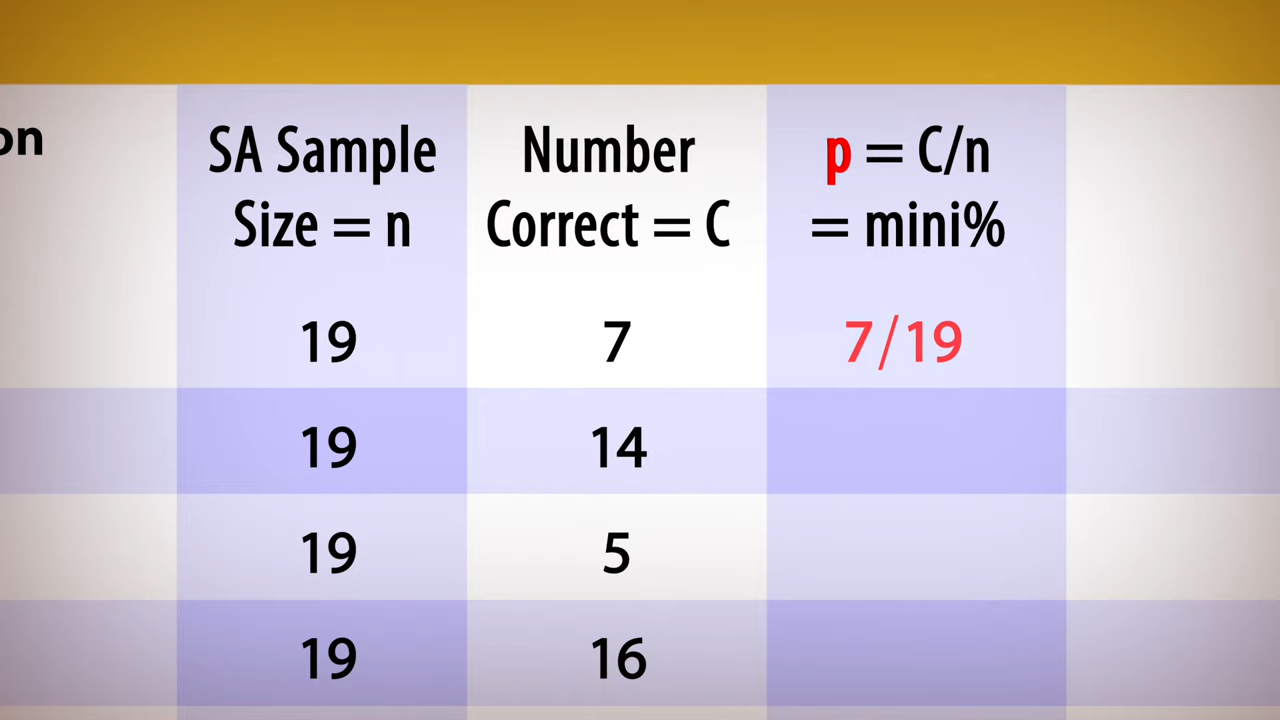 on
SA Sample
Size = n
Number
Correct = C
p = C/n
= mini%
19 7 7/19
19 14
19 5
19 16